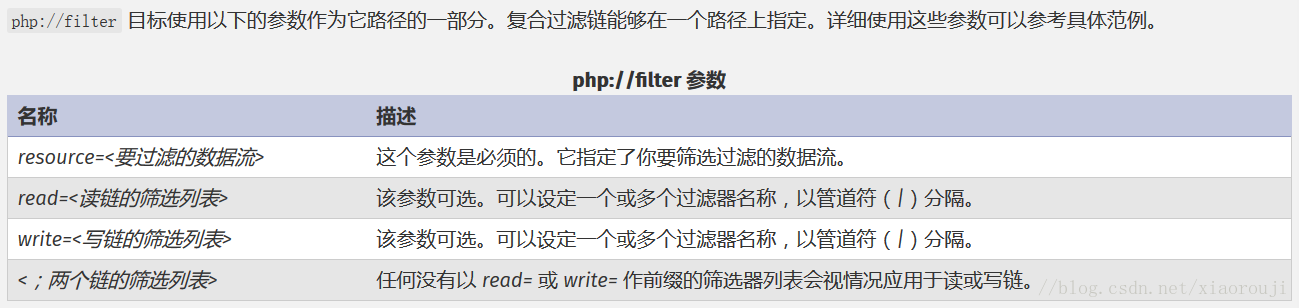 php://filter 目标使用以下的参数作为它路径的一部分。复合过滤链能够在一个路径上指定。详细使用这些参数可以参考具体范例。
php://filter 参数
名称 描述
resource=<要过滤的数据流> 这个参数是必须的。它指定了你要筛选过滤的数据流。
read=<读链的筛选列表> 该参数可选。可以设定一个或多个过滤器名称，以管道符（|）分隔。
write=<写链的筛选列表> 该参数可选。可以设定一个或多个过滤器名称，以管道符（|）分隔。
<；两个链的筛选列表> 任何没有以 read= 或 write= 作前缀的筛选器列表会视情况应用于读或写链。
//blog.csdn.net/xiaorouji